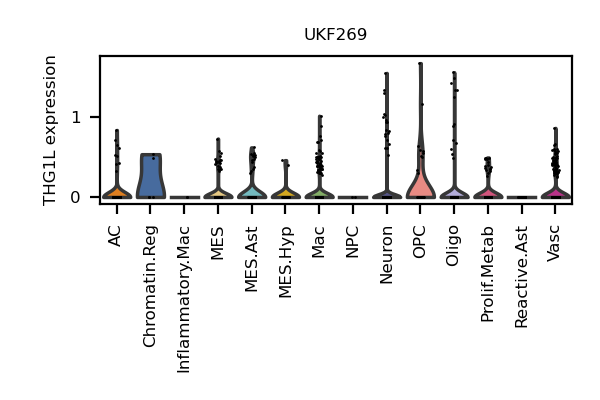 UKF269
THG1L expression
1
0
AC
Chromatin.Reg
Inflammatory.Mac
MES
MES.Ast
MES.Hyp
Mac
NPC
Neuron
OPC
Oligo
Prolif.Metab
Reactive.Ast
Vasc